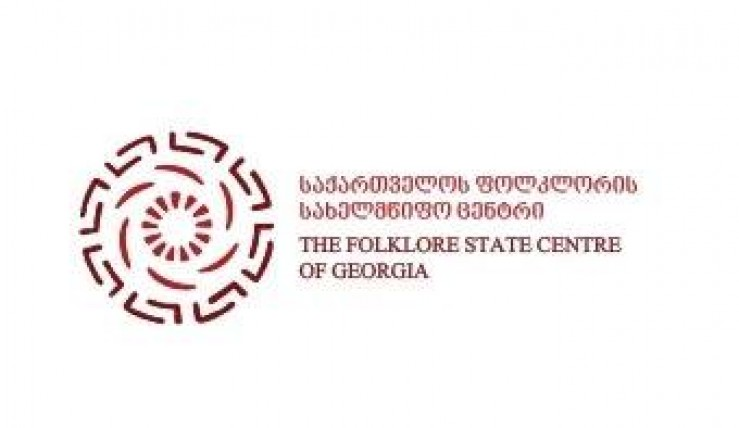 საქართველოს ფოლკლორის
სახელმწიფო ცენტრი
THE FOLKLORE STATE CENTRE
OF GEORGIA